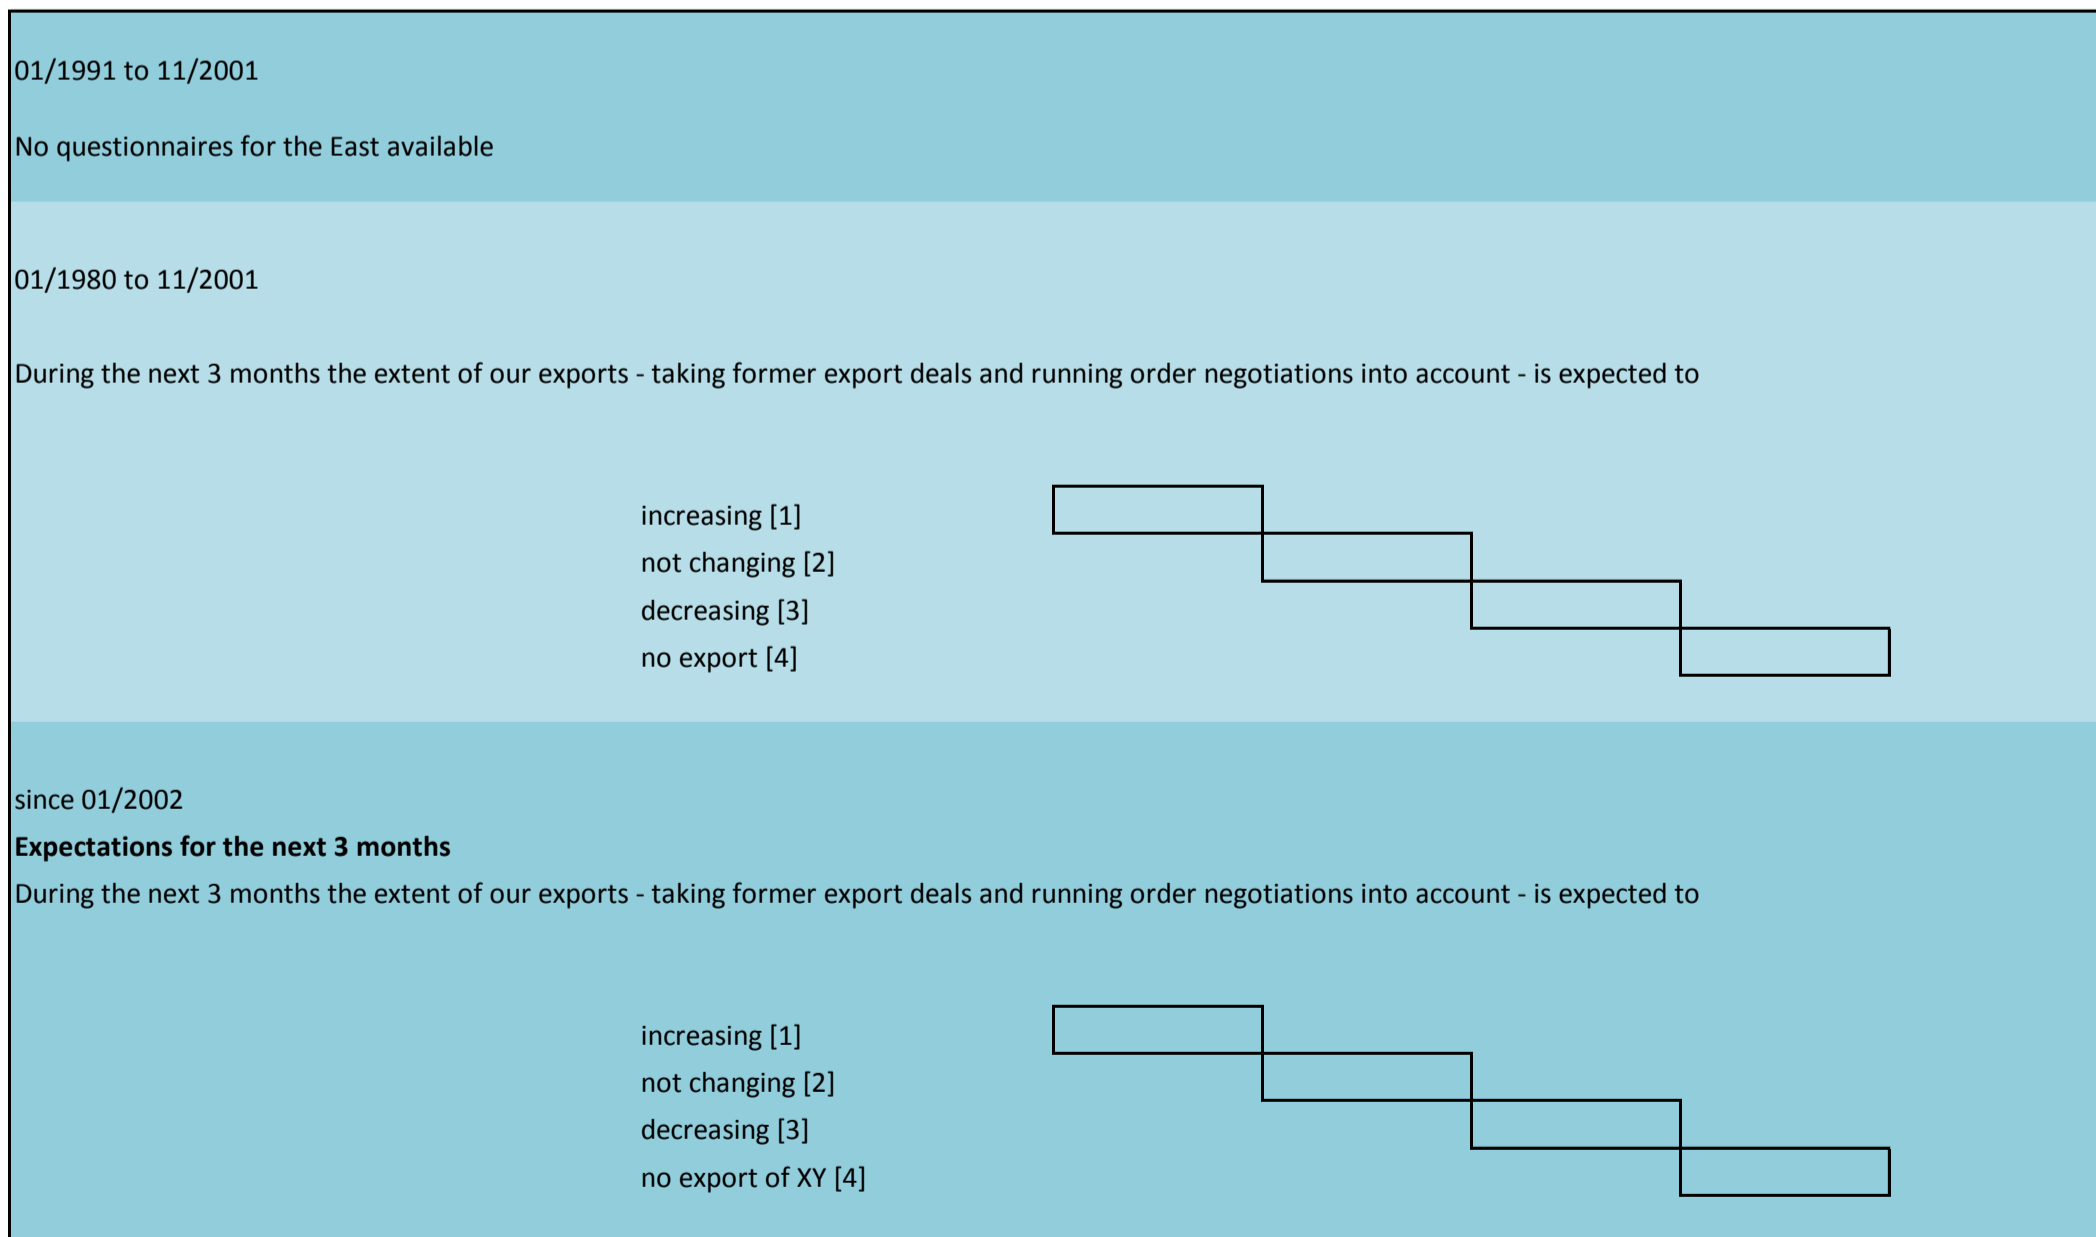 01/1991 to 11/2001
No questionnaires for the East available
01/1980 to 11/2001
During the next 3 months the extent of our exports - taking former export deals and running order negotiations into account - is expected to
increasing [1]
not changing [2]
decreasing [3]
no export [4]
since 01/2002
Expectations for the next 3 months
During the next 3 months the extent of our exports - taking former export deals and running order negotiations into account - is expected to
increasing [1]
not changing [2]
decreasing [3]
no export of XY [4]